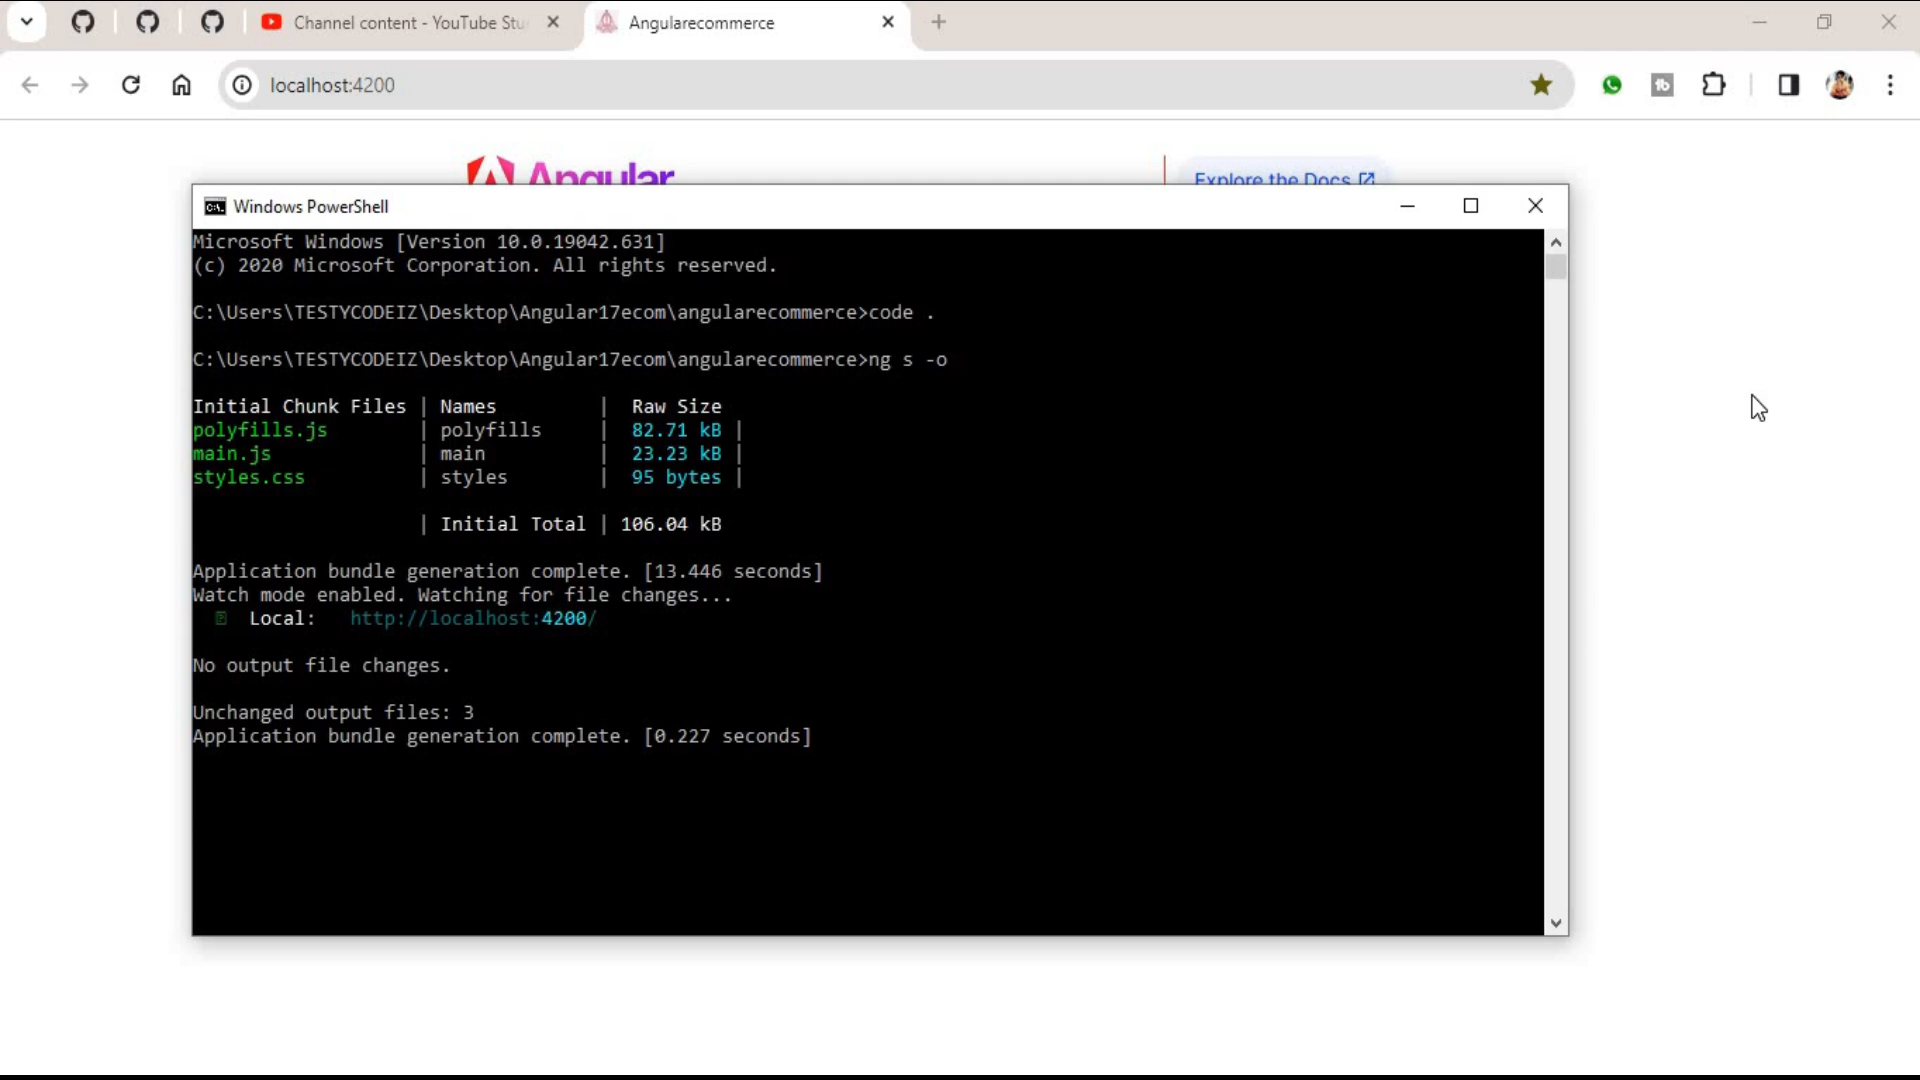 Channel content - YouTube Stu
Angularecommerce
localhost:4200
Angular
Explore the Docs
Windows PowerShell
Microsoft Windows [Version 10.0.19042.631]
(c) 2020 Microsoft Corporation. All rights reserved.
C:\Users\TESTYCODEIZ\Desktop\Angular17ecom\angularecommerce>code .
C:\Users\TESTYCODEIZ\Desktop\Angular17ecom\angularecommerce>ng s -o
Initial Chunk Files | Names | Raw Size
polyfills.js | polyfills | 82.71 kB |
main.js | main | 23.23 kB |
styles.css | styles | 95 bytes |
| Initial Total | 106.04 kB
Application bundle generation complete. [13.446 seconds]
Watch mode enabled. Watching for file changes...
Local: http://localhost:4200/
No output file changes.
Unchanged output files: 3
Application bundle generation complete. [0.227 seconds]